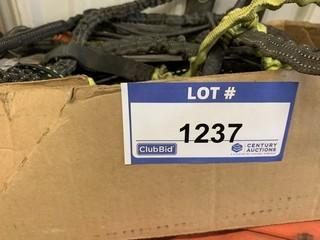 LOT #
1237
ClubBid
CENTURY
AUCTIONS